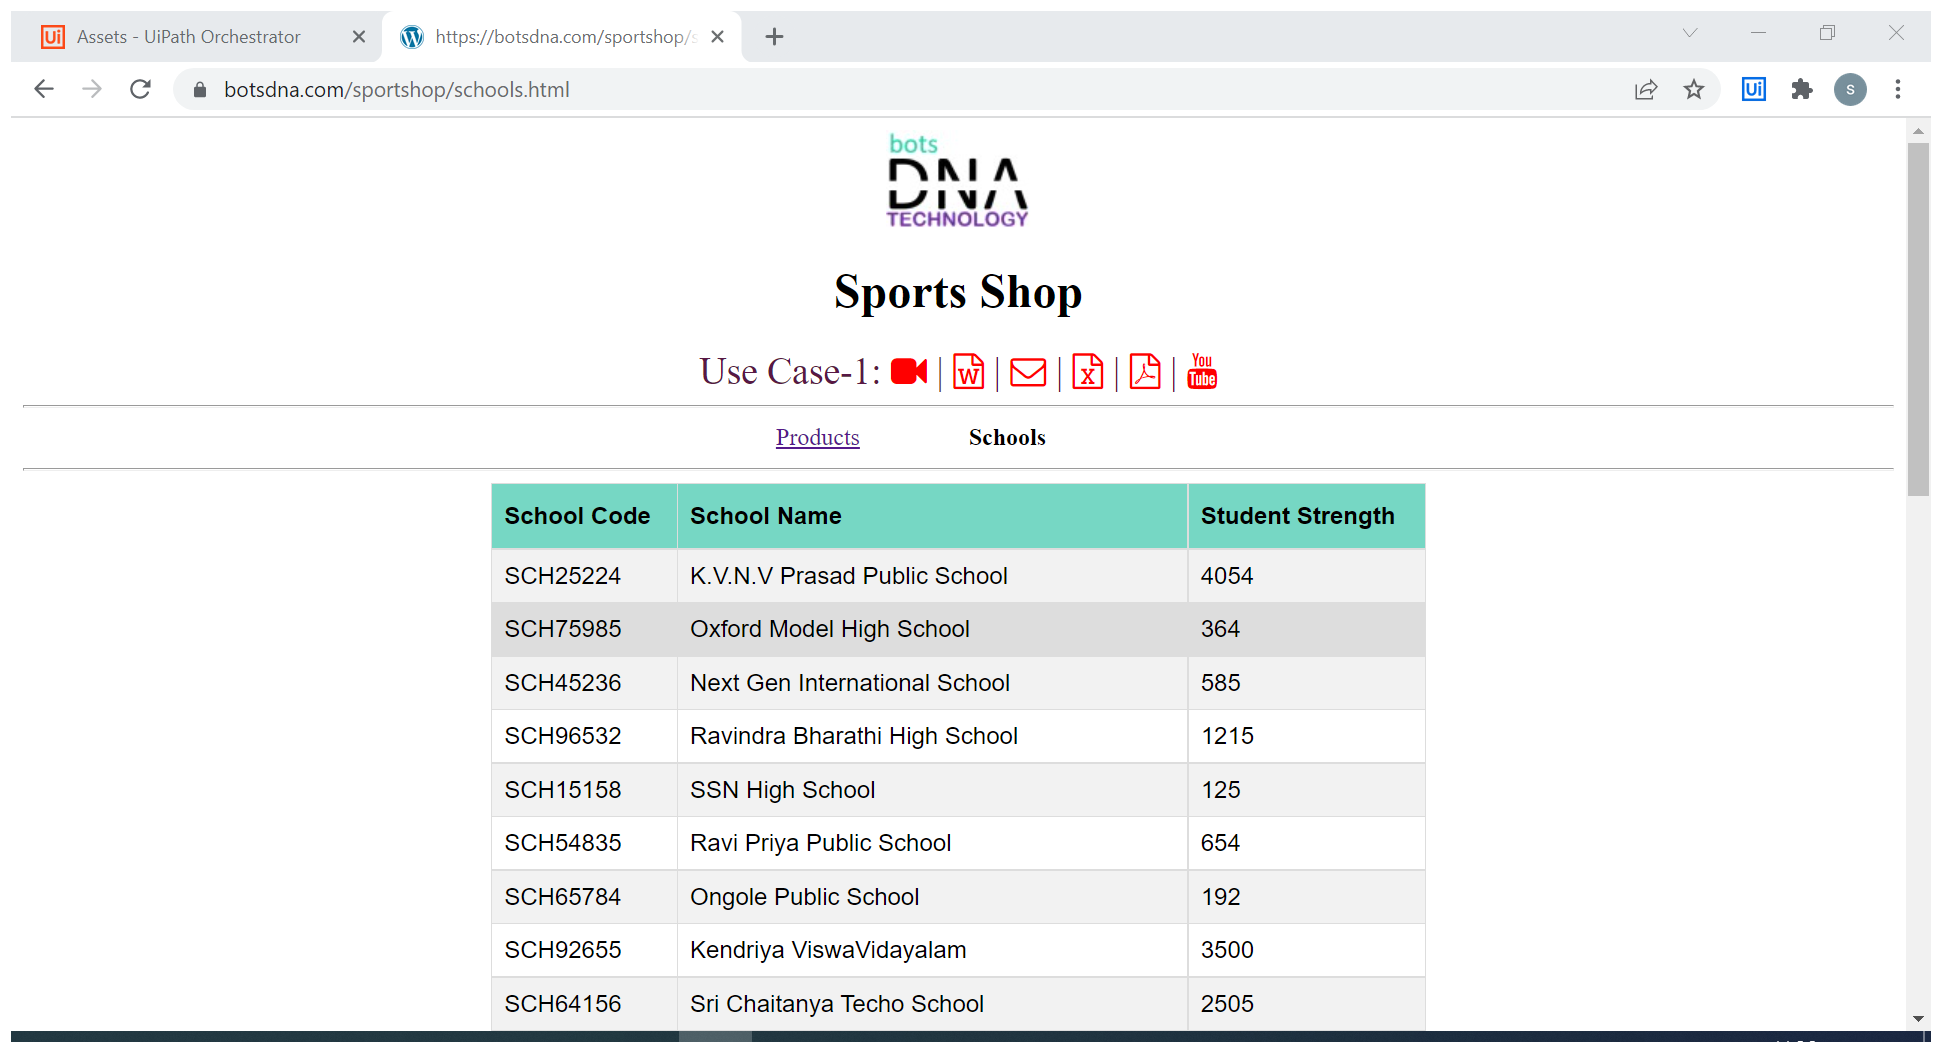 Assets - UiPath Orchestrator
https://botsdna.com/sportshop/s
botsdna.com/sportshop/schools.html
Ui
S
bots
DNA
TECHNOLOGY
Sports Shop
Use Case-1: | W | | X | | You Tube
Products Schools
School Code School Name Student Strength
SCH25224 K.V.N.V Prasad Public School 4054
SCH75985 Oxford Model High School 364
SCH45236 Next Gen International School 585
SCH96532 Ravindra Bharathi High School 1215
SCH15158 SSN High School 125
SCH54835 Ravi Priya Public School 654
SCH65784 Ongole Public School 192
SCH92655 Kendriya ViswaVidayalam 3500
SCH64156 Sri Chaitanya Techo School 2505